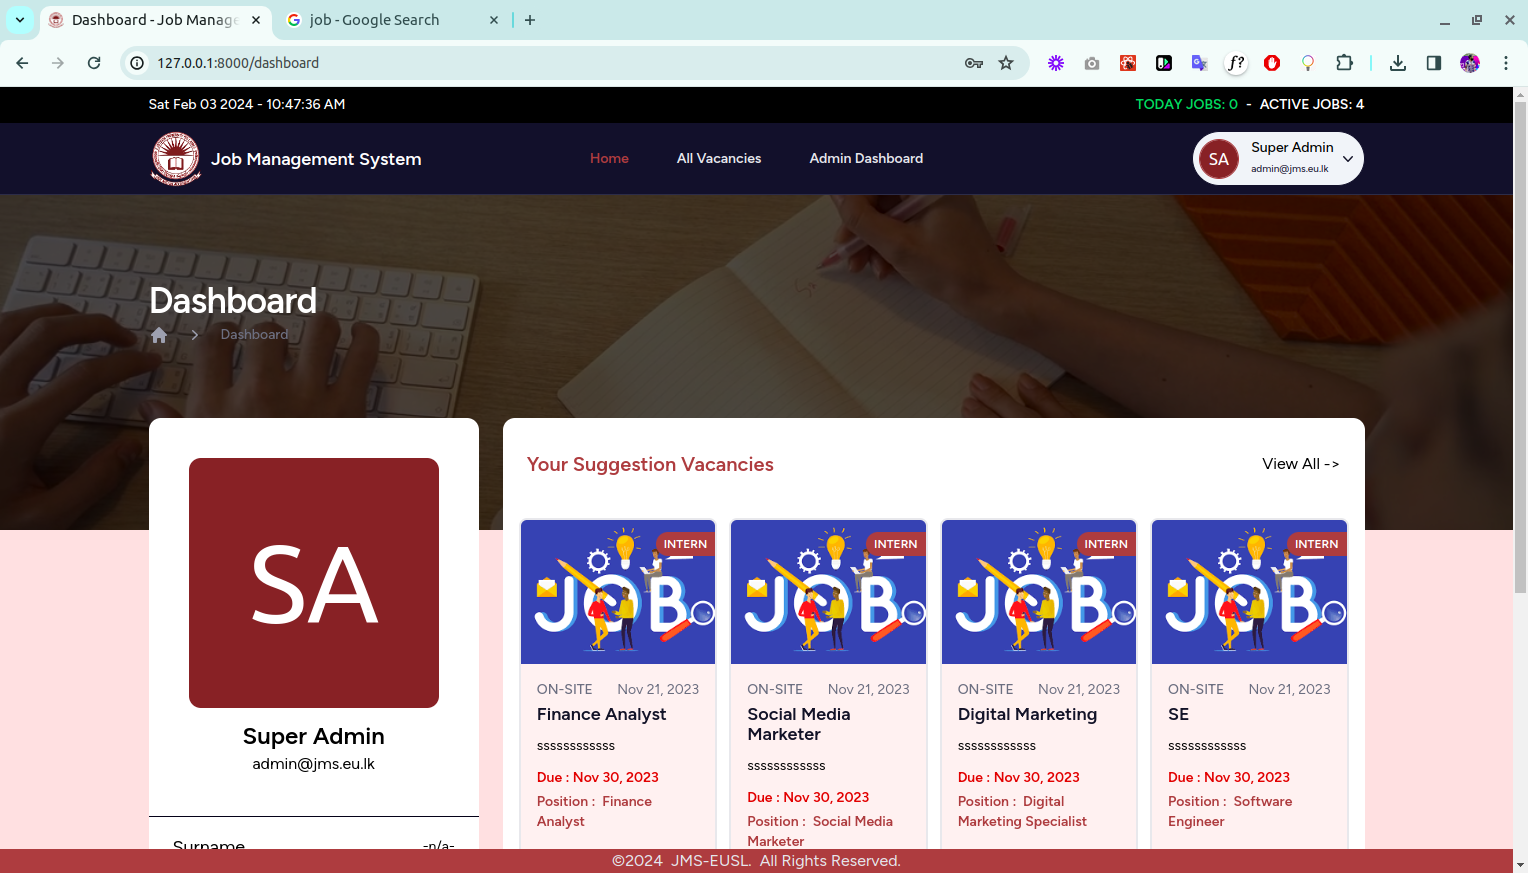 Dashboard - Job Manage
job - Google Search
127.0.0.1:8000/dashboard
Sat Feb 03 2024 - 10:47:36 AM
TODAY JOBS: 0 - ACTIVE JOBS: 4
Job Management System
Home
All Vacancies
Admin Dashboard
SA
Super Admin
admin@jms.eu.lk
Dashboard
Dashboard
SA
Super Admin
admin@jms.eu.lk
Surname
-n/a-
Your Suggestion Vacancies
View All ->
INTERN
JOB
ON-SITE
Nov 21, 2023
Finance Analyst
ssssssssssss
Due : Nov 30, 2023
Position : Finance
Analyst
INTERN
JOB
ON-SITE
Nov 21, 2023
Social Media
Marketer
ssssssssssss
Due : Nov 30, 2023
Position : Social Media
Marketer
INTERN
JOB
ON-SITE
Nov 21, 2023
Digital Marketing
ssssssssssss
Due : Nov 30, 2023
Position : Digital
Marketing Specialist
INTERN
JOB
ON-SITE
Nov 21, 2023
SE
ssssssssssss
Due : Nov 30, 2023
Position : Software
Engineer
©2024 JMS-EUSL. All Rights Reserved.